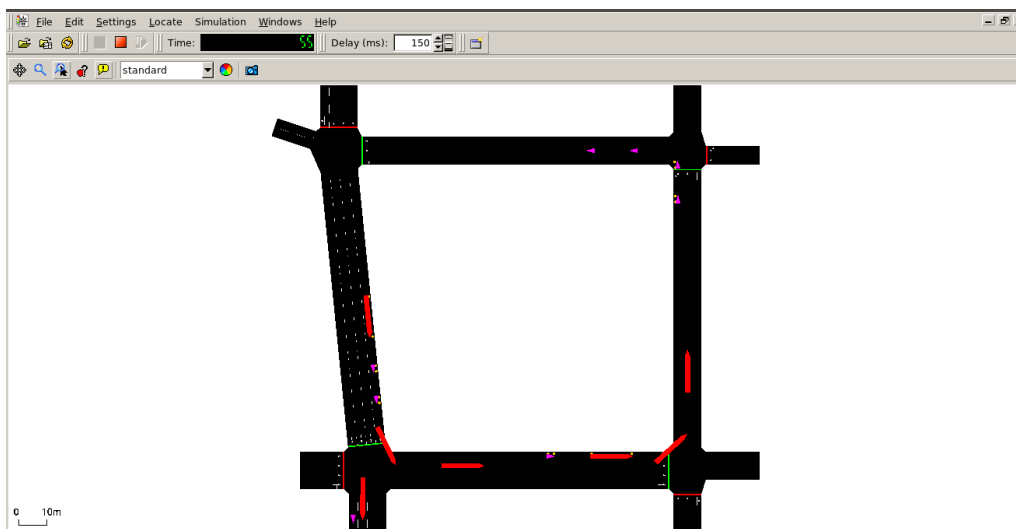 File Edit Settings Locate Simulation Windows Help
Time: 55 Delay (ms): 150
standard
0 10m